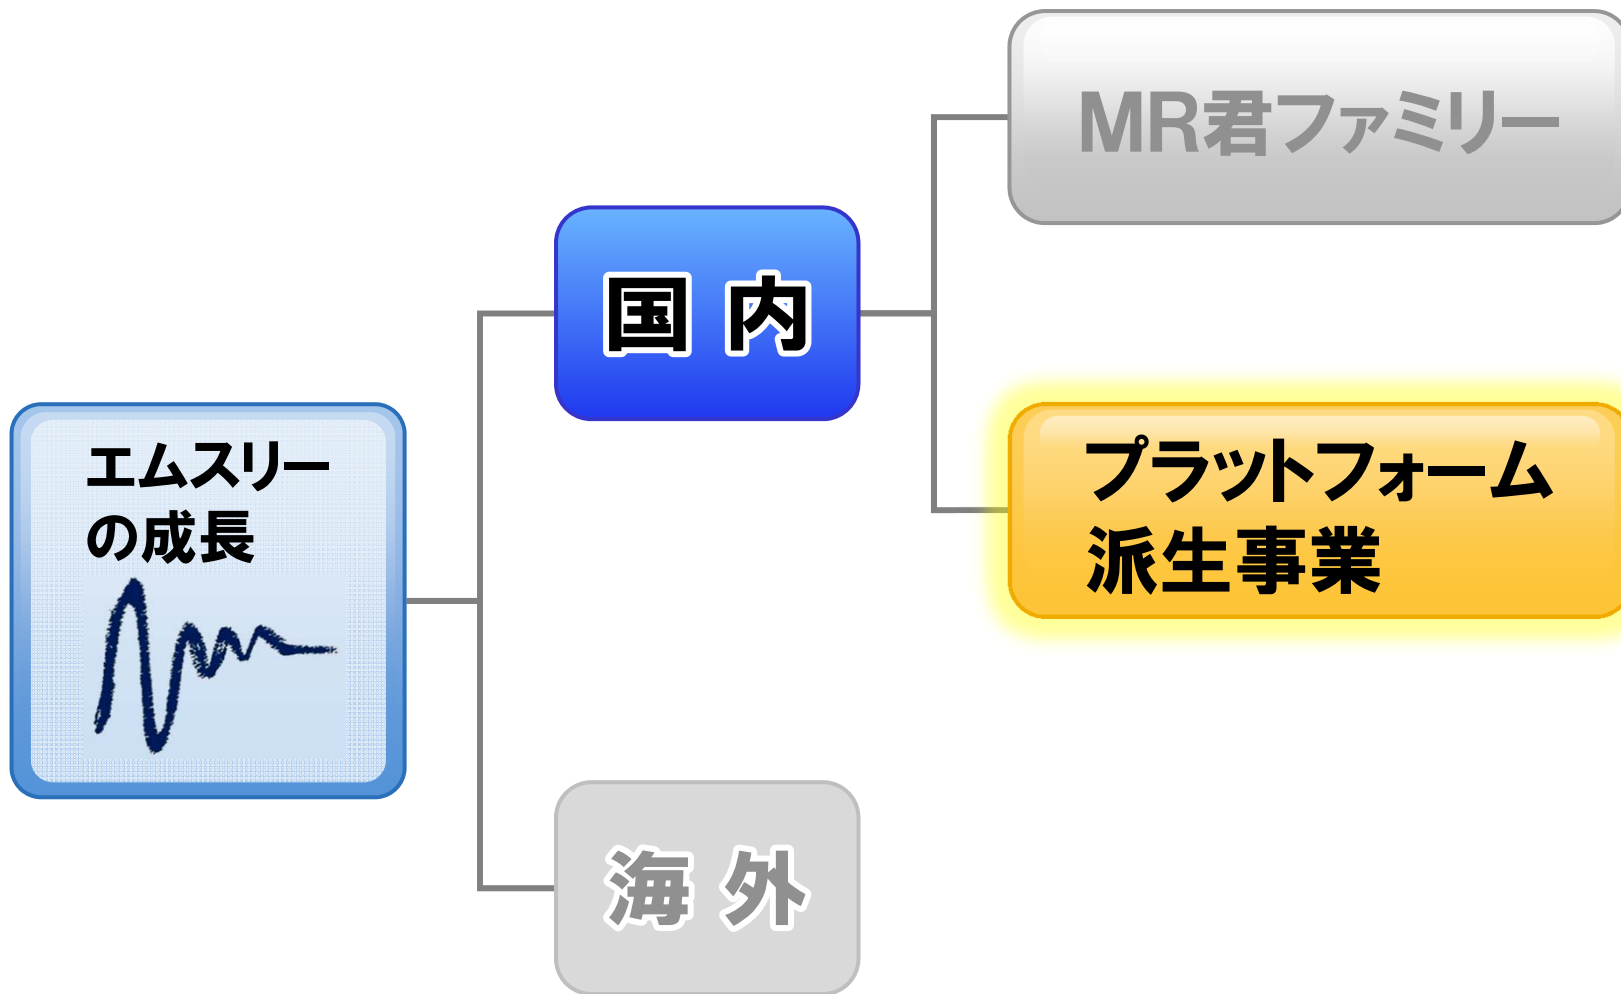 エムスリー
の成長
国内
海外
MR君ファミリー
プラットフォーム
派生事業